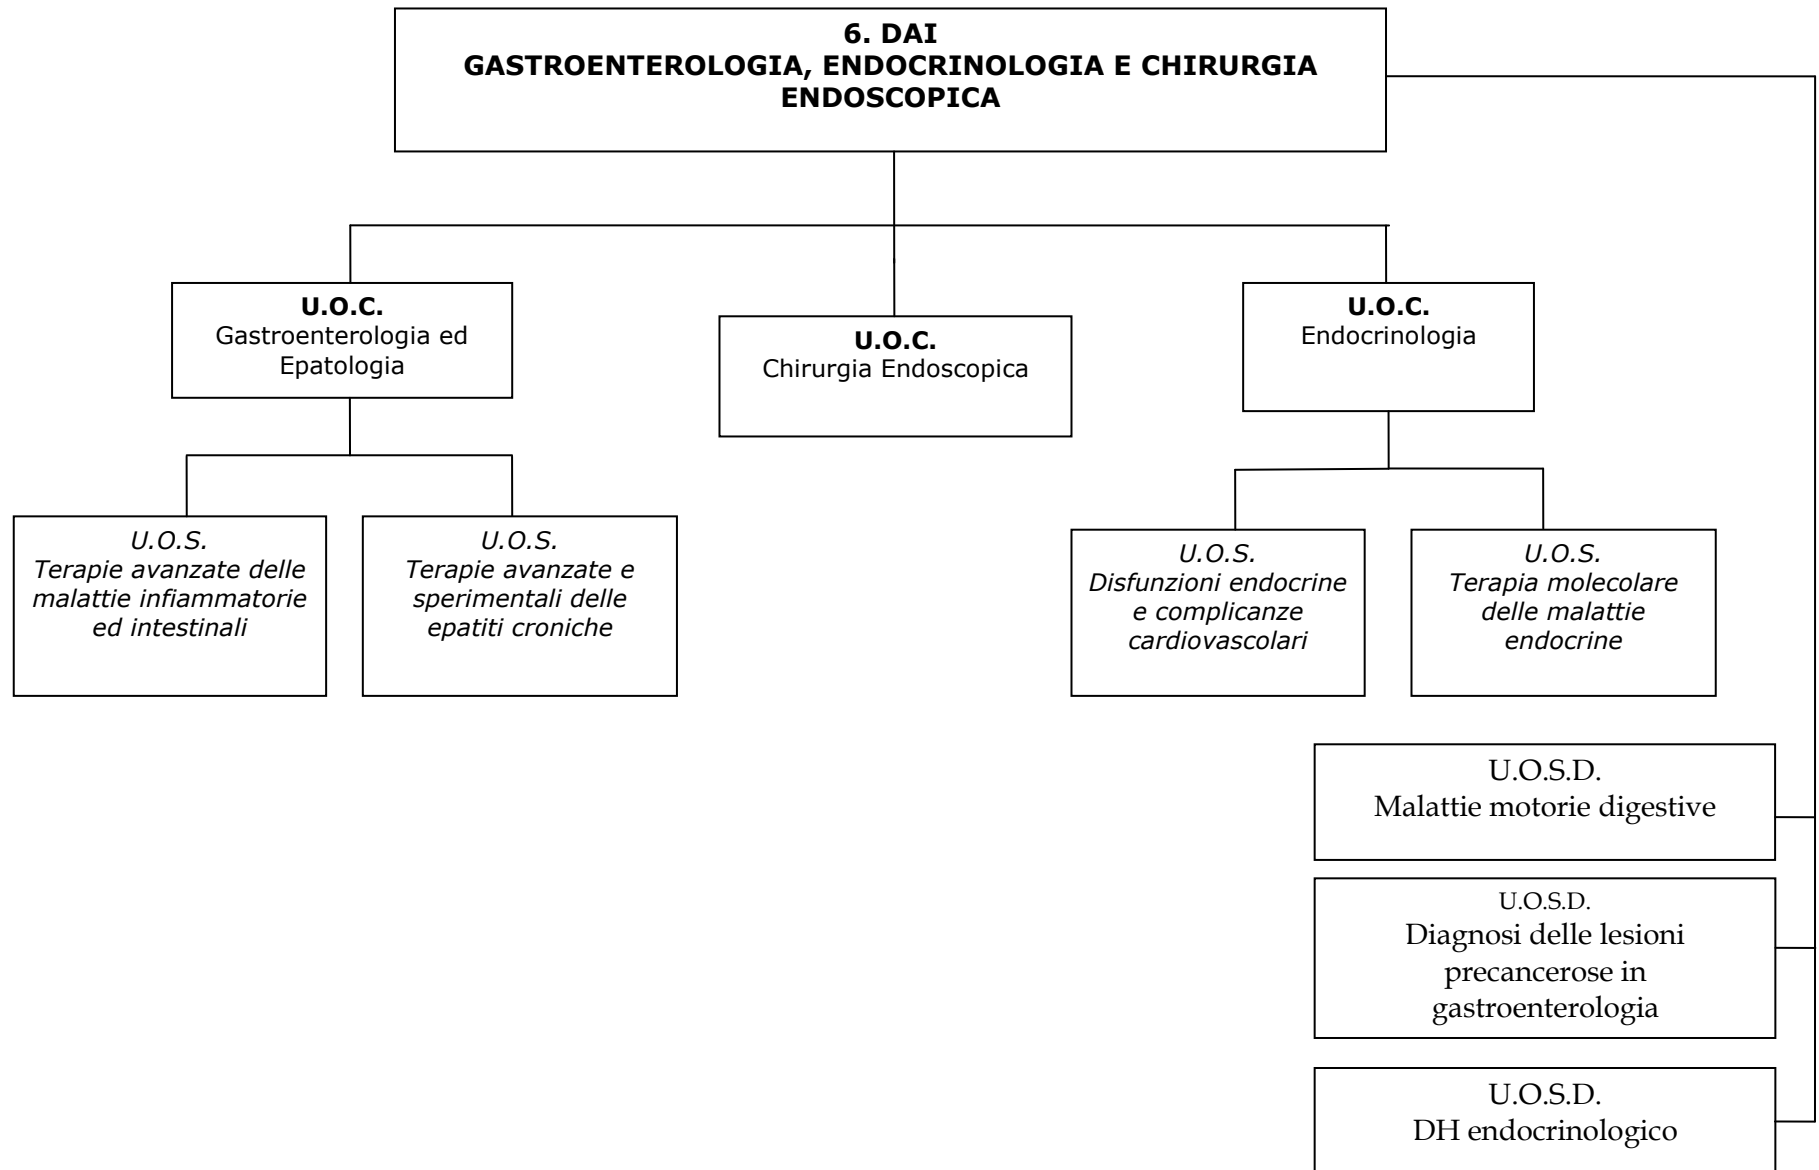 6. DAI
GASTROENTEROLOGIA, ENDOCRINOLOGIA E CHIRURGIA
ENDOSCOPICA
U.O.C.
Gastroenterologia ed
Epatologia
U.O.C.
Chirurgia Endoscopica
U.O.C.
Endocrinologia
U.O.S.
Terapie avanzate delle
malattie infiammatorie
ed intestinali
U.O.S.
Terapie avanzate e
sperimentali delle
epatiti croniche
U.O.S.
Disfunzioni endocrine
e complicanze
cardiovascolari
U.O.S.
Terapia molecolare
delle malattie
endocrine
U.O.S.D.
Malattie motorie digestive
U.O.S.D.
Diagnosi delle lesioni
precancerose in
gastroenterologia
U.O.S.D.
DH endocrinologico